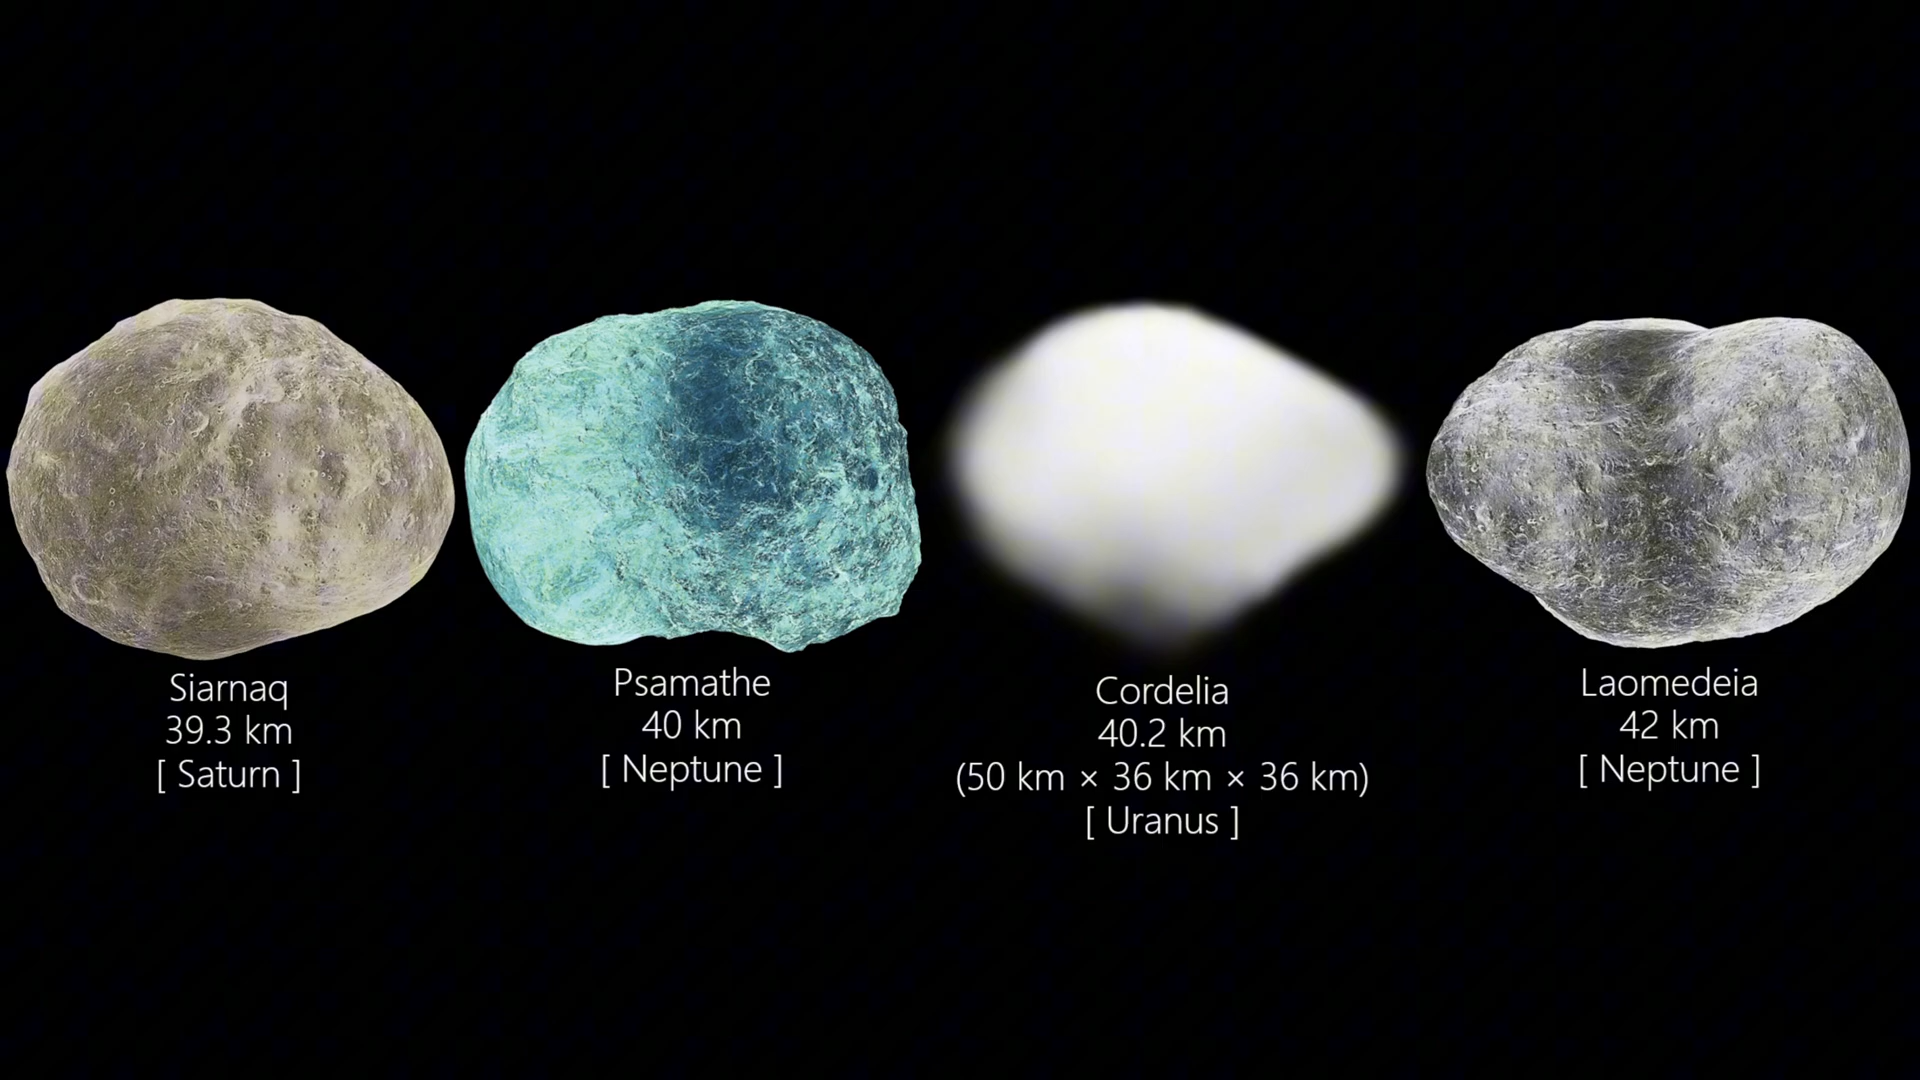 Siarnaq
39.3 km
[ Saturn ]
Psamathe
40 km
[ Neptune ]
Cordelia
40.2 km
(50 km × 36 km × 36 km)
[ Uranus ]
Laomedeia
42 km
[ Neptune ]